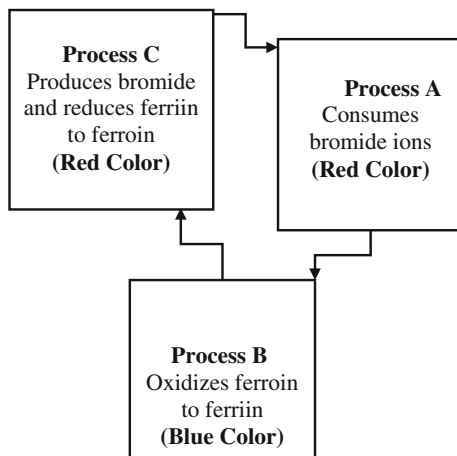 Process C
Produces bromide
and reduces ferriin
to ferroin
(Red Color)
Process A
Consumes
bromide ions
(Red Color)
Process B
Oxidizes ferroin
to ferriin
(Blue Color)